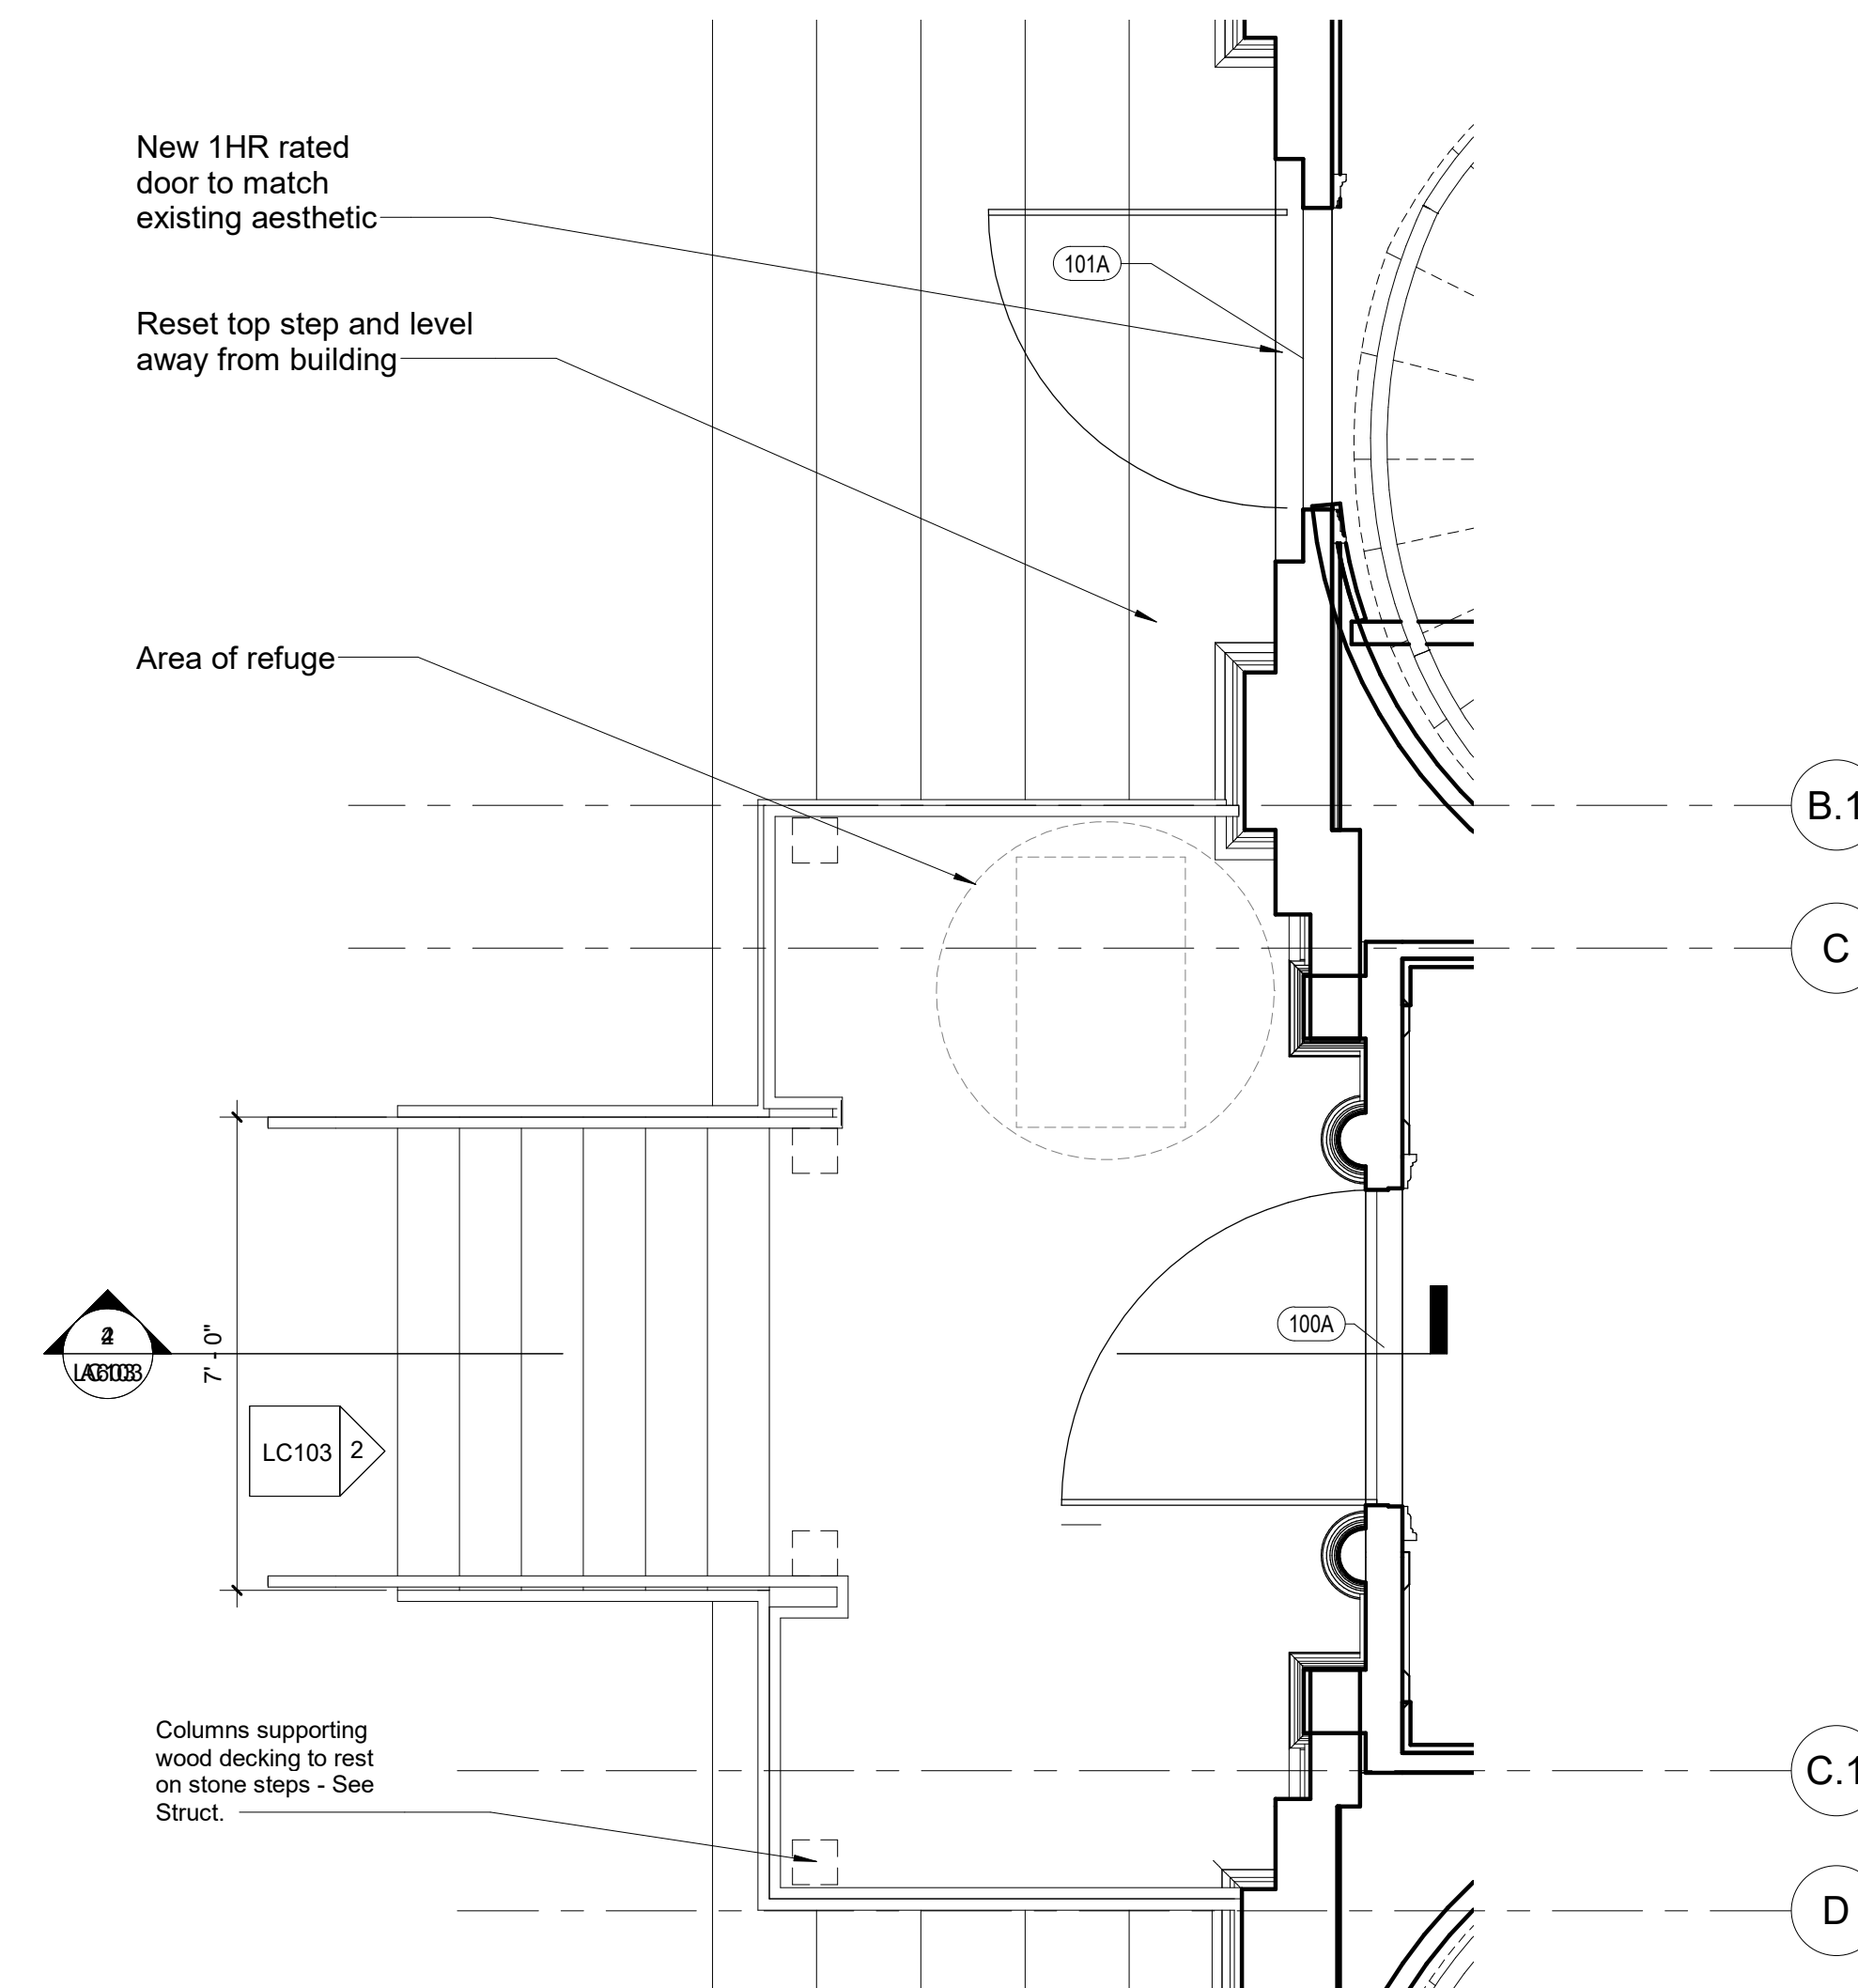 New 1HR rated
door to match
existing aesthetic
101A
Reset top step and level
away from building
Area of refuge
B.1
C
7' - 0"
100A
LC103 2
Columns supporting
wood decking to rest
on stone steps - See
Struct.
C.1
D